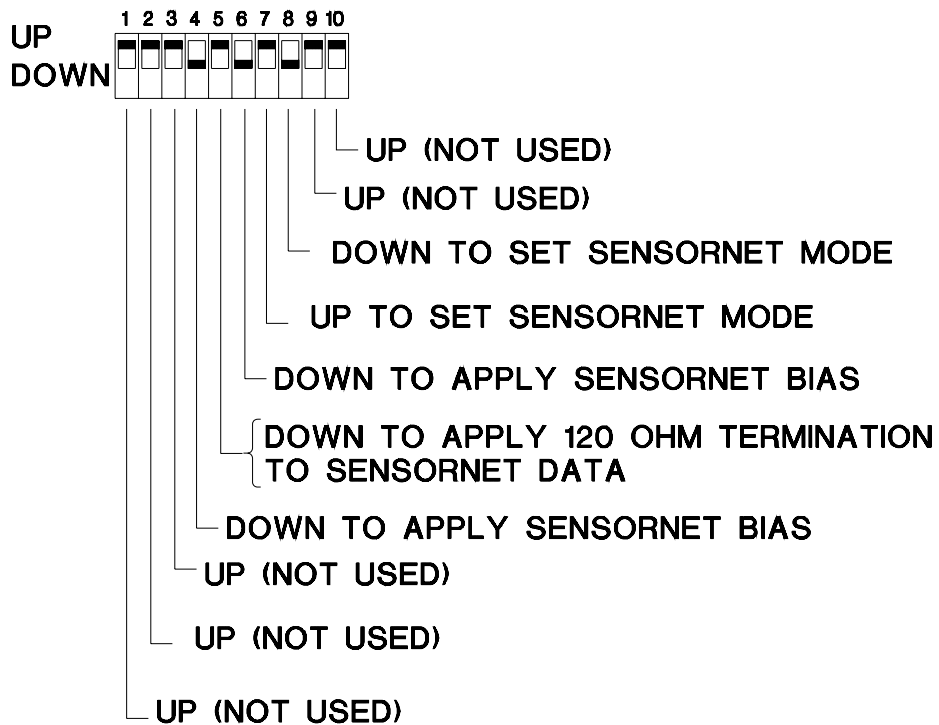 1 2 3 4 5 6 7 8 9 10
UP
DOWN
UP (NOT USED)
UP (NOT USED)
DOWN TO SET SENSORNET MODE
UP TO SET SENSORNET MODE
DOWN TO APPLY SENSORNET BIAS
DOWN TO APPLY 120 OHM TERMINATION
TO SENSORNET DATA
DOWN TO APPLY SENSORNET BIAS
UP (NOT USED)
UP (NOT USED)
UP (NOT USED)